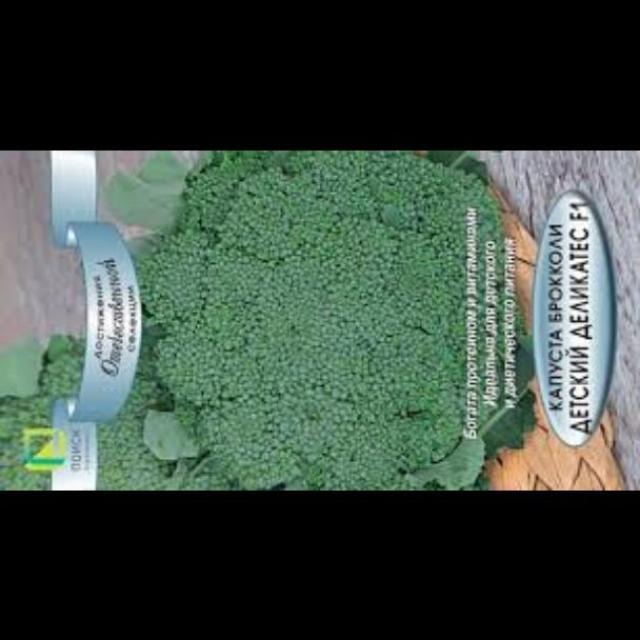 Достижения
Отечественной
селекции
ПОИСК
Богата протеином и витаминами
Идеальна для детского
и диетического питания
КАПУСТА БРОККОЛИ
ДЕТСКИЙ ДЕЛИКАТЕС F1